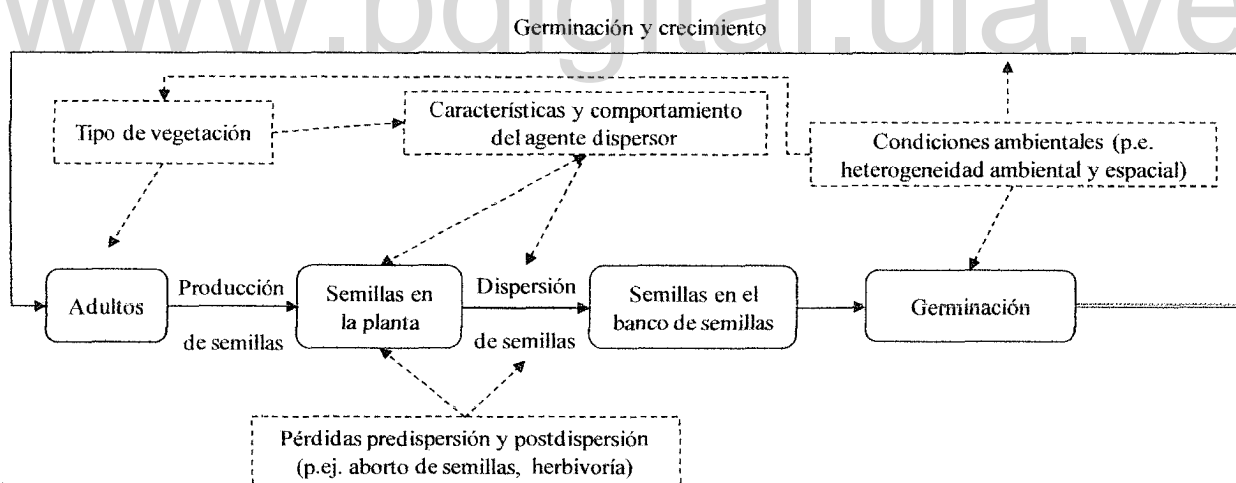 www.bdigital.ula.ve
Germinación y crecimiento
Tipo de vegetación
Características y comportamiento
del agente dispersor
Condiciones ambientales (p.e.
heterogeneidad ambiental y espacial)
Adultos
Producción
de semillas
Semillas en
la planta
Dispersión
de semillas
Semillas en el
banco de semillas
Germinación
Pérdidas predispersión y postdispersión
(p.ej. aborto de semillas, herbivoría)